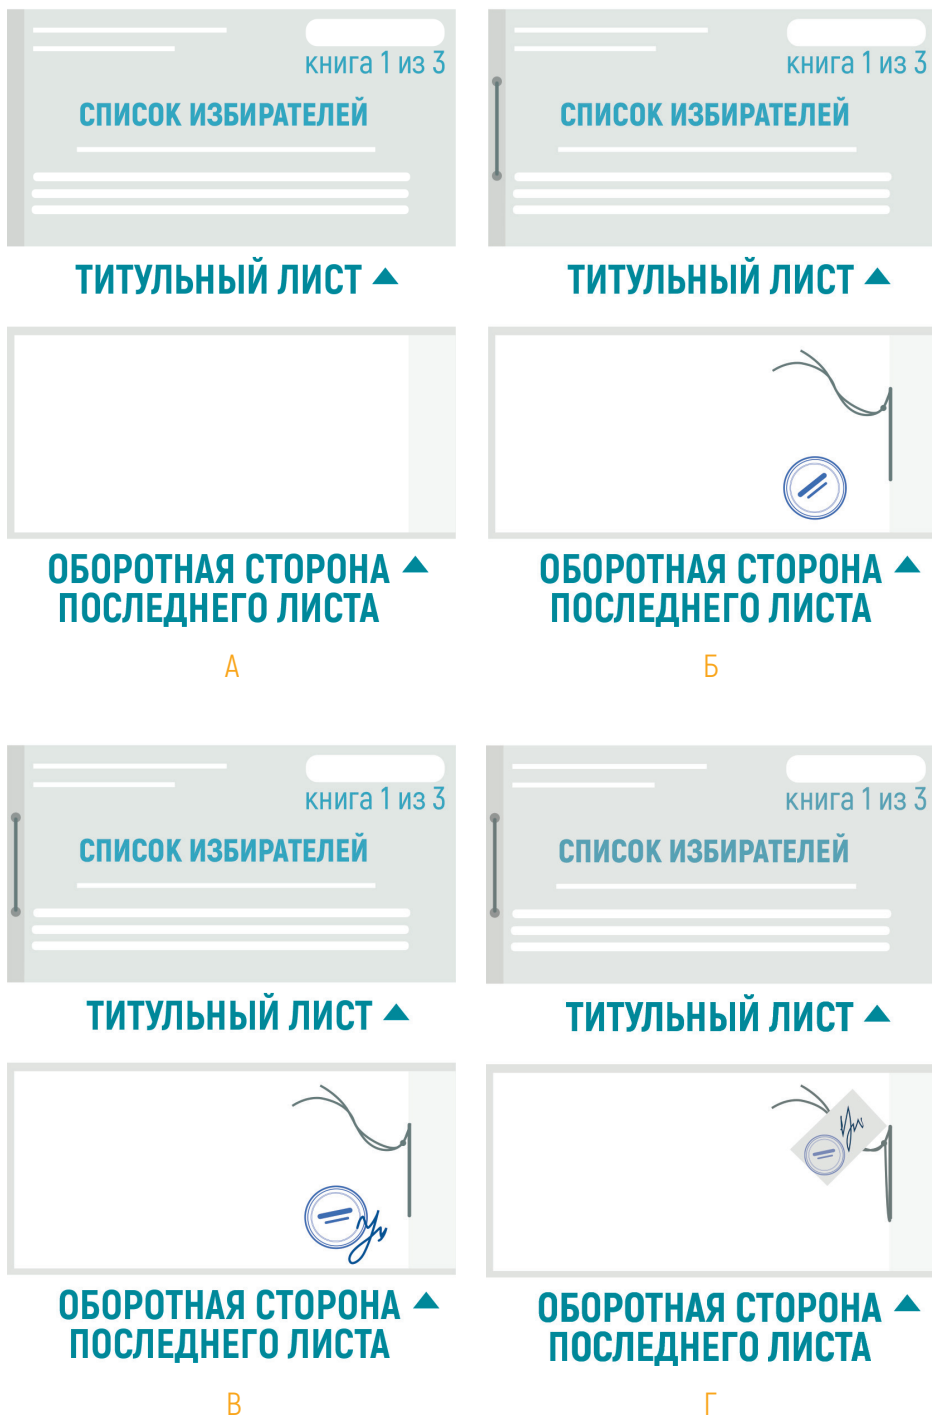 книга 1 из 3
СПИСОК ИЗБИРАТЕЛЕЙ
ТИТУЛЬНЫЙ ЛИСТ
ОБОРОТНАЯ СТОРОНА
ПОСЛЕДНЕГО ЛИСТА
А
книга 1 из 3
СПИСОК ИЗБИРАТЕЛЕЙ
ТИТУЛЬНЫЙ ЛИСТ
ОБОРОТНАЯ СТОРОНА
ПОСЛЕДНЕГО ЛИСТА
Б
книга 1 из 3
СПИСОК ИЗБИРАТЕЛЕЙ
ТИТУЛЬНЫЙ ЛИСТ
ОБОРОТНАЯ СТОРОНА
ПОСЛЕДНЕГО ЛИСТА
В
книга 1 из 3
СПИСОК ИЗБИРАТЕЛЕЙ
ТИТУЛЬНЫЙ ЛИСТ
ОБОРОТНАЯ СТОРОНА
ПОСЛЕДНЕГО ЛИСТА
Г